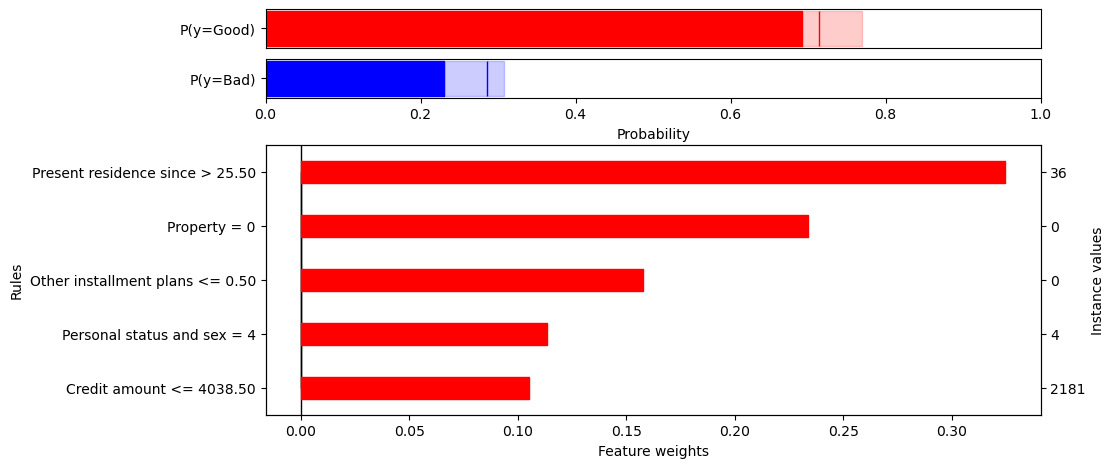 P(y=Good)
P(y=Bad)
0.0 0.2 0.4 0.6 0.8 1.0
Probability
Present residence since > 25.50 36
Property = 0 0
Other installment plans <= 0.50 0
Personal status and sex = 4 4
Credit amount <= 4038.50 2181
Rules
Instance values
0.00 0.05 0.10 0.15 0.20 0.25 0.30
Feature weights